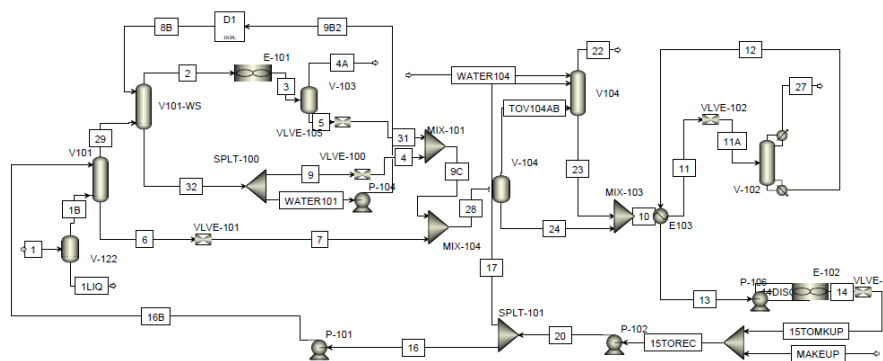 8B
D1
DUPL
9B2
2
E-101
4A
22
12
3
V-103
WATER104
27
V101-WS
V104
TOV104AB
VLVE-102
5
VLVE-105
31
MIX-101
11A
29
V101
SPLT-100
VLVE-100
4
V-104
23
11
V-102
9
9C
32
P-104
MIX-103
1B
WATER101
28
10
E103
6
VLVE-101
7
MIX-104
24
1
V-122
17
E-102
P-106
VLVE-
1LIQ
14DISC
14
13
SPLT-101
16B
P-101
P-102
15TOMKUP
16
20
15TOREC
MAKEUP